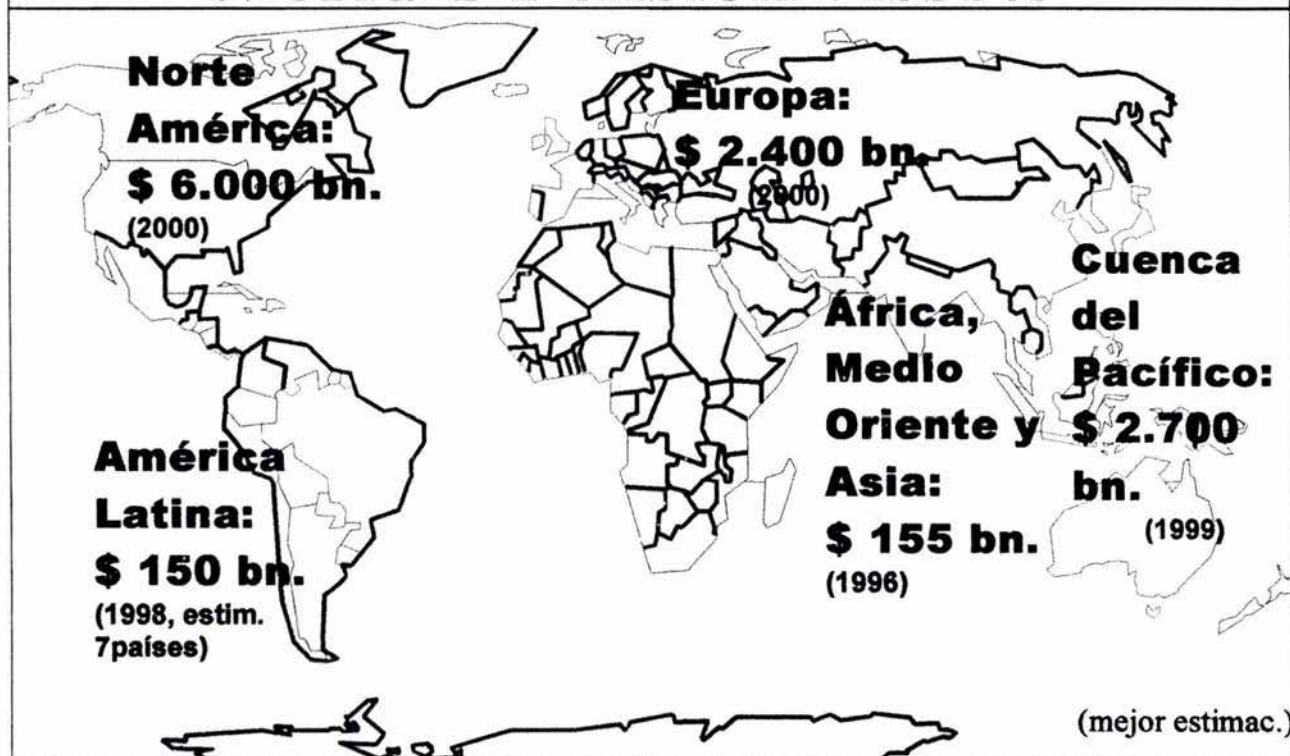 Norte
América:
$ 6.000 bn.
(2000)
Europa:
$ 2.400 bn.
(2000)
Cuenca
del
Pacífico:
$ 2.700
bn.
(1999)
África,
Medio
Oriente y
Asia:
$ 155 bn.
(1996)
América
Latina:
$ 150 bn.
(1998, estim.
7países)
(mejor estimac.)